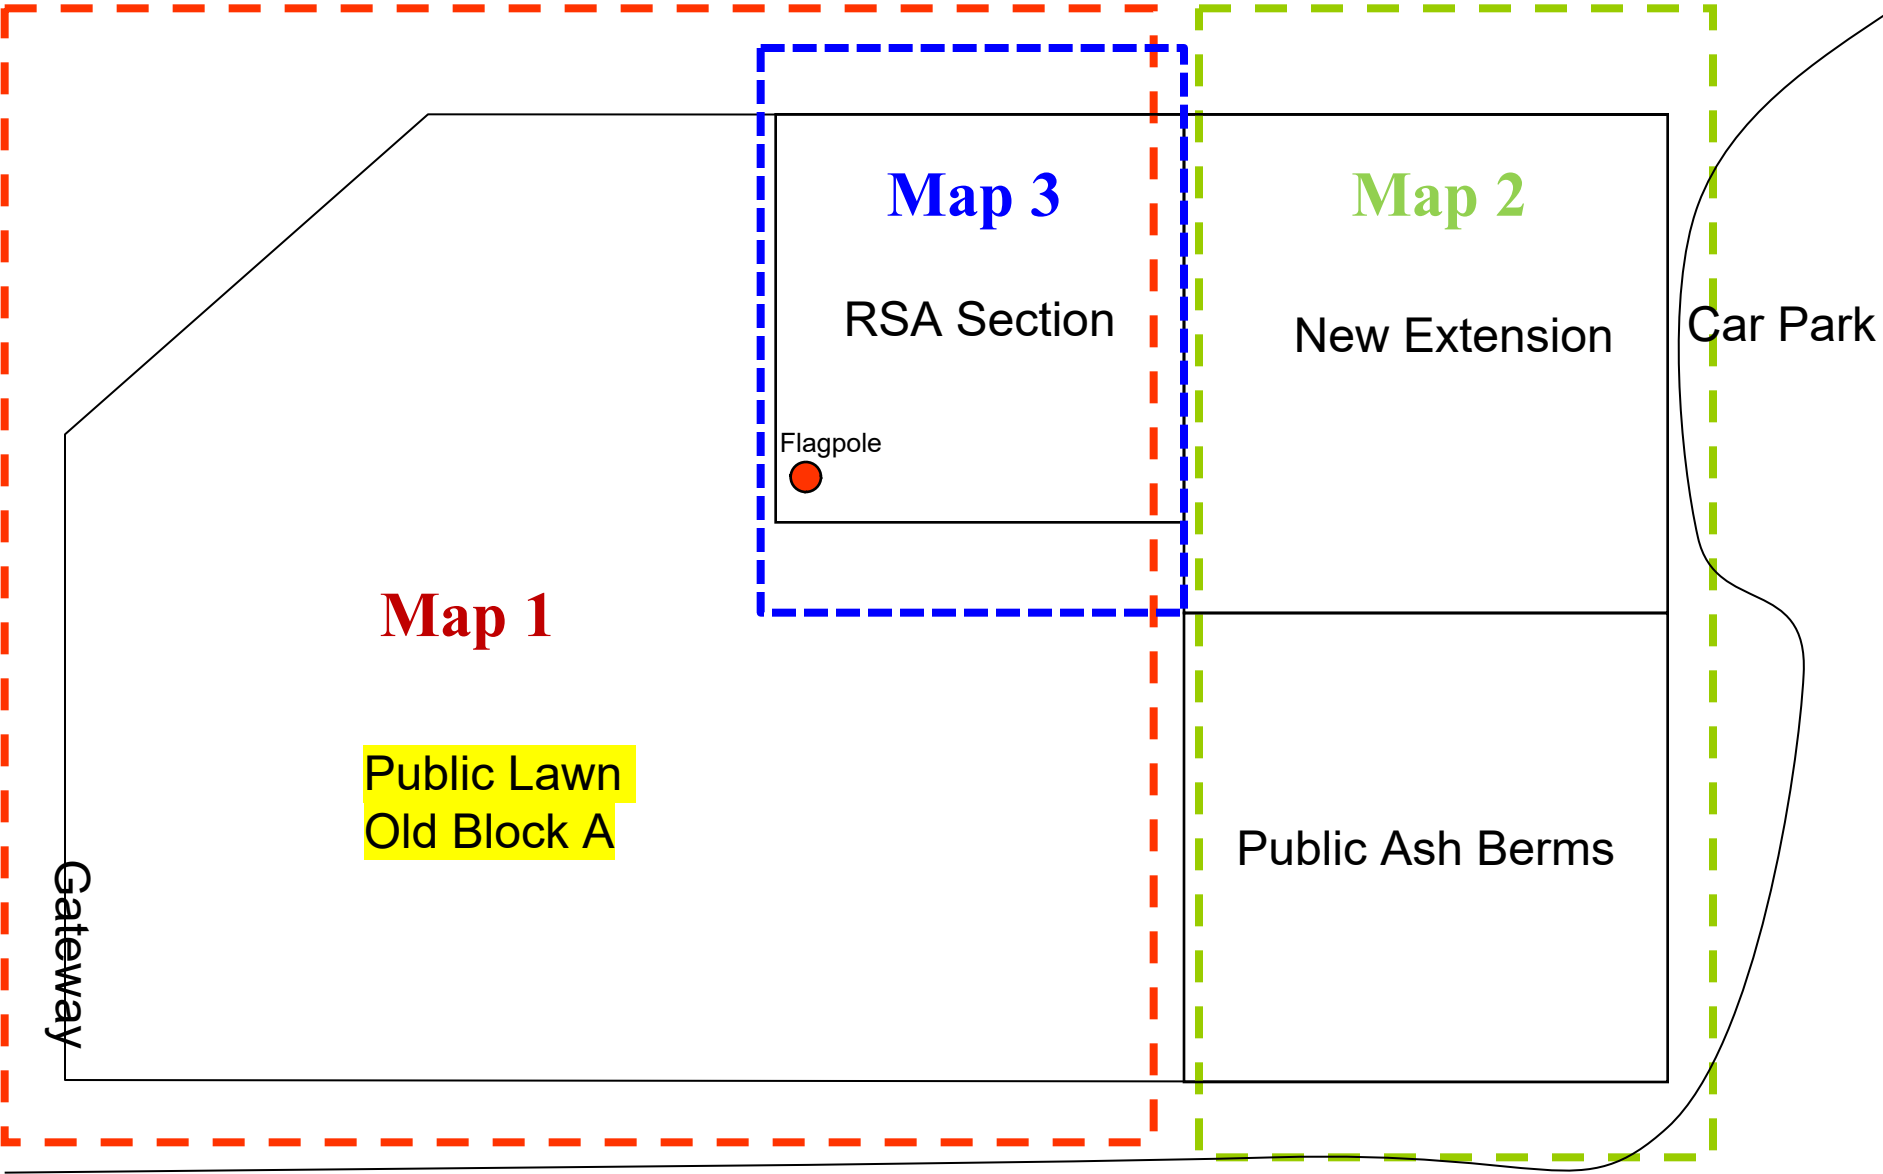 Map 3
Map 2
RSA Section
New Extension
Car Park
Flagpole
Map 1
Public Lawn
Old Block A
Public Ash Berms
Gateway